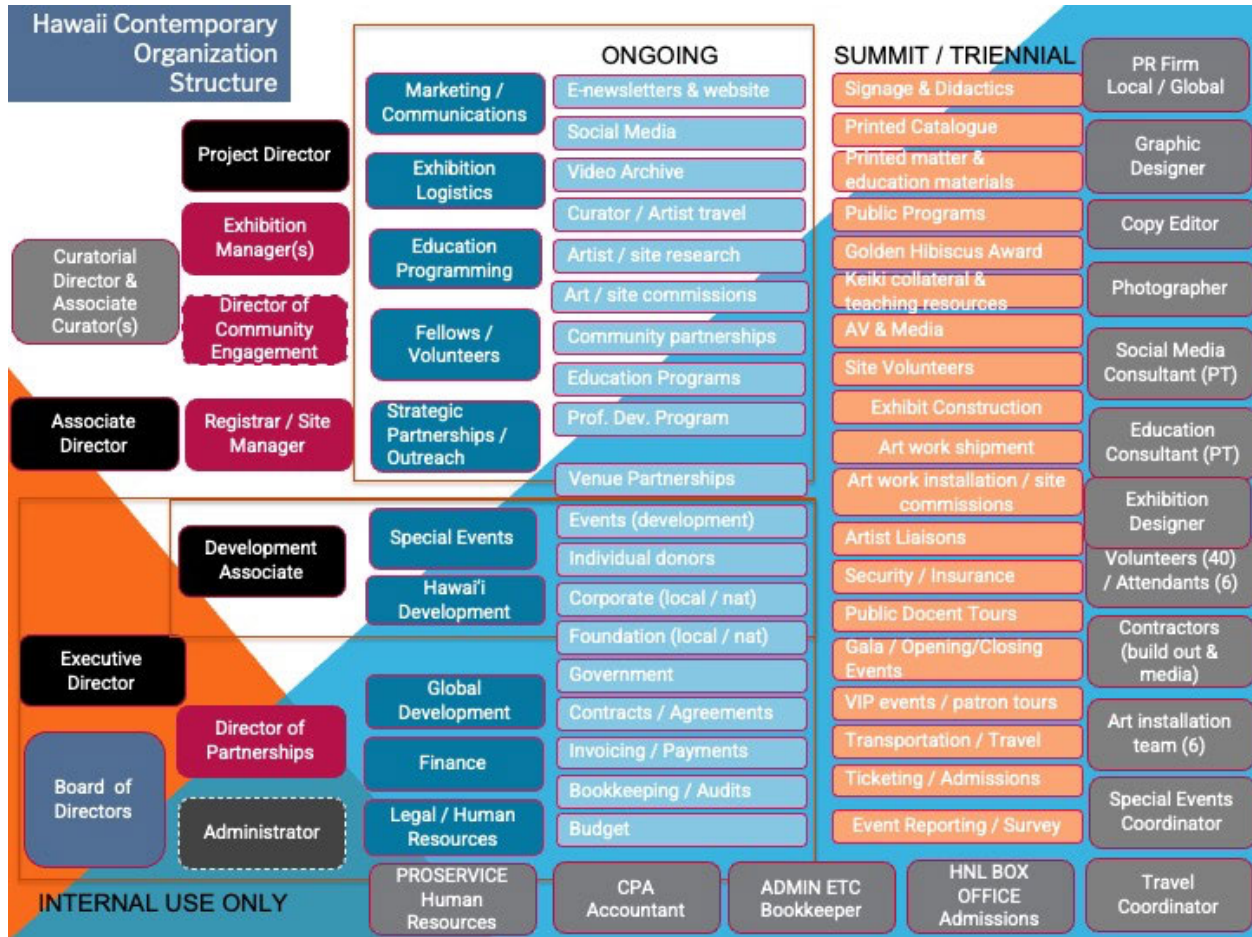 Hawaii Contemporary
Organization
Structure
ONGOING
SUMMIT / TRIENNIAL
Project Director
Exhibition
Manager(s)
Curatorial
Director &
Associate
Curator(s)
Director of
Community
Engagement
Associate
Director
Registrar / Site
Manager
Development
Associate
Executive
Director
Director of
Partnerships
Board of
Directors
Administrator
INTERNAL USE ONLY
Marketing /
Communications
Exhibition
Logistics
Education
Programming
Fellows /
Volunteers
Strategic
Partnerships /
Outreach
Special Events
Hawai'i
Development
Global
Development
Finance
Legal / Human
Resources
E-newsletters & website
Social Media
Video Archive
Curator / Artist travel
Artist / site research
Art / site commissions
Community partnerships
Education Programs
Prof. Dev. Program
Venue Partnerships
Events (development)
Individual donors
Corporate (local / nat)
Foundation (local / nat)
Government
Contracts / Agreements
Invoicing / Payments
Bookkeeping / Audits
Budget
Signage & Didactics
Printed Catalogue
Printed matter &
education materials
Public Programs
Golden Hibiscus Award
Keiki collateral &
teaching resources
AV & Media
Site Volunteers
Exhibit Construction
Art work shipment
Art work installation / site
commissions
Artist Liaisons
Security / Insurance
Public Docent Tours
Gala / Opening/Closing
Events
VIP events / patron tours
Transportation / Travel
Ticketing / Admissions
Event Reporting / Survey
PR Firm
Local / Global
Graphic
Designer
Copy Editor
Photographer
Social Media
Consultant (PT)
Education
Consultant (PT)
Exhibition
Designer
Volunteers (40)
/ Attendants (6)
Contractors
(build out &
media)
Art installation
team (6)
Special Events
Coordinator
Travel
Coordinator
PROSERVICE
Human
Resources
CPA
Accountant
ADMIN ETC
Bookkeeper
HNL BOX
OFFICE
Admissions